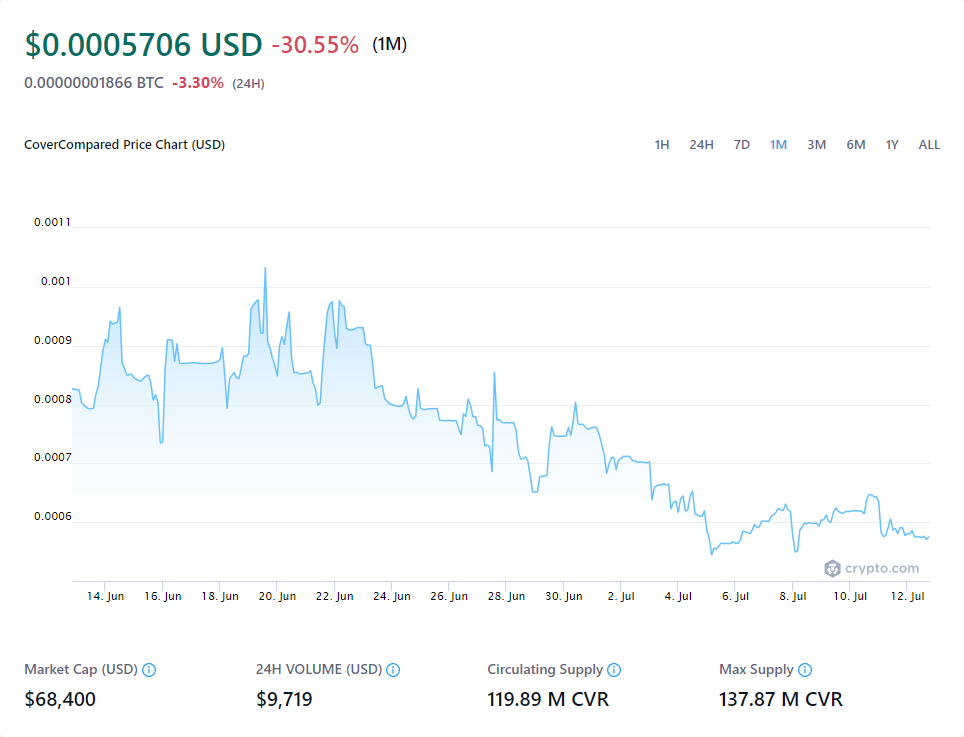 $0.0005706 USD -30.55% (1M)
0.00000001866 BTC -3.30% (24H)
CoverCompared Price Chart (USD) 1H 24H 7D 1M 3M 6M 1Y ALL
0.0011
0.001
0.0009
0.0008
0.0007
0.0006
crypto.com
14. Jun 16. Jun 18. Jun 20. Jun 22. Jun 24. Jun 26. Jun 28. Jun 30. Jun 2. Jul 4. Jul 6. Jul 8. Jul 10. Jul 12. Jul
Market Cap (USD) 24H VOLUME (USD) Circulating Supply Max Supply
$68,400 $9,719 119.89 M CVR 137.87 M CVR